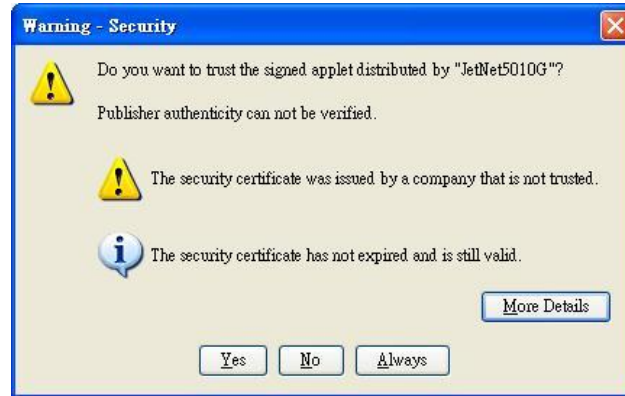 Warning - Security
Do you want to trust the signed applet distributed by "JetNet5010G"?
Publisher authenticity can not be verified.
The security certificate was issued by a company that is not trusted.
The security certificate has not expired and is still valid.
More Details
Yes No Always